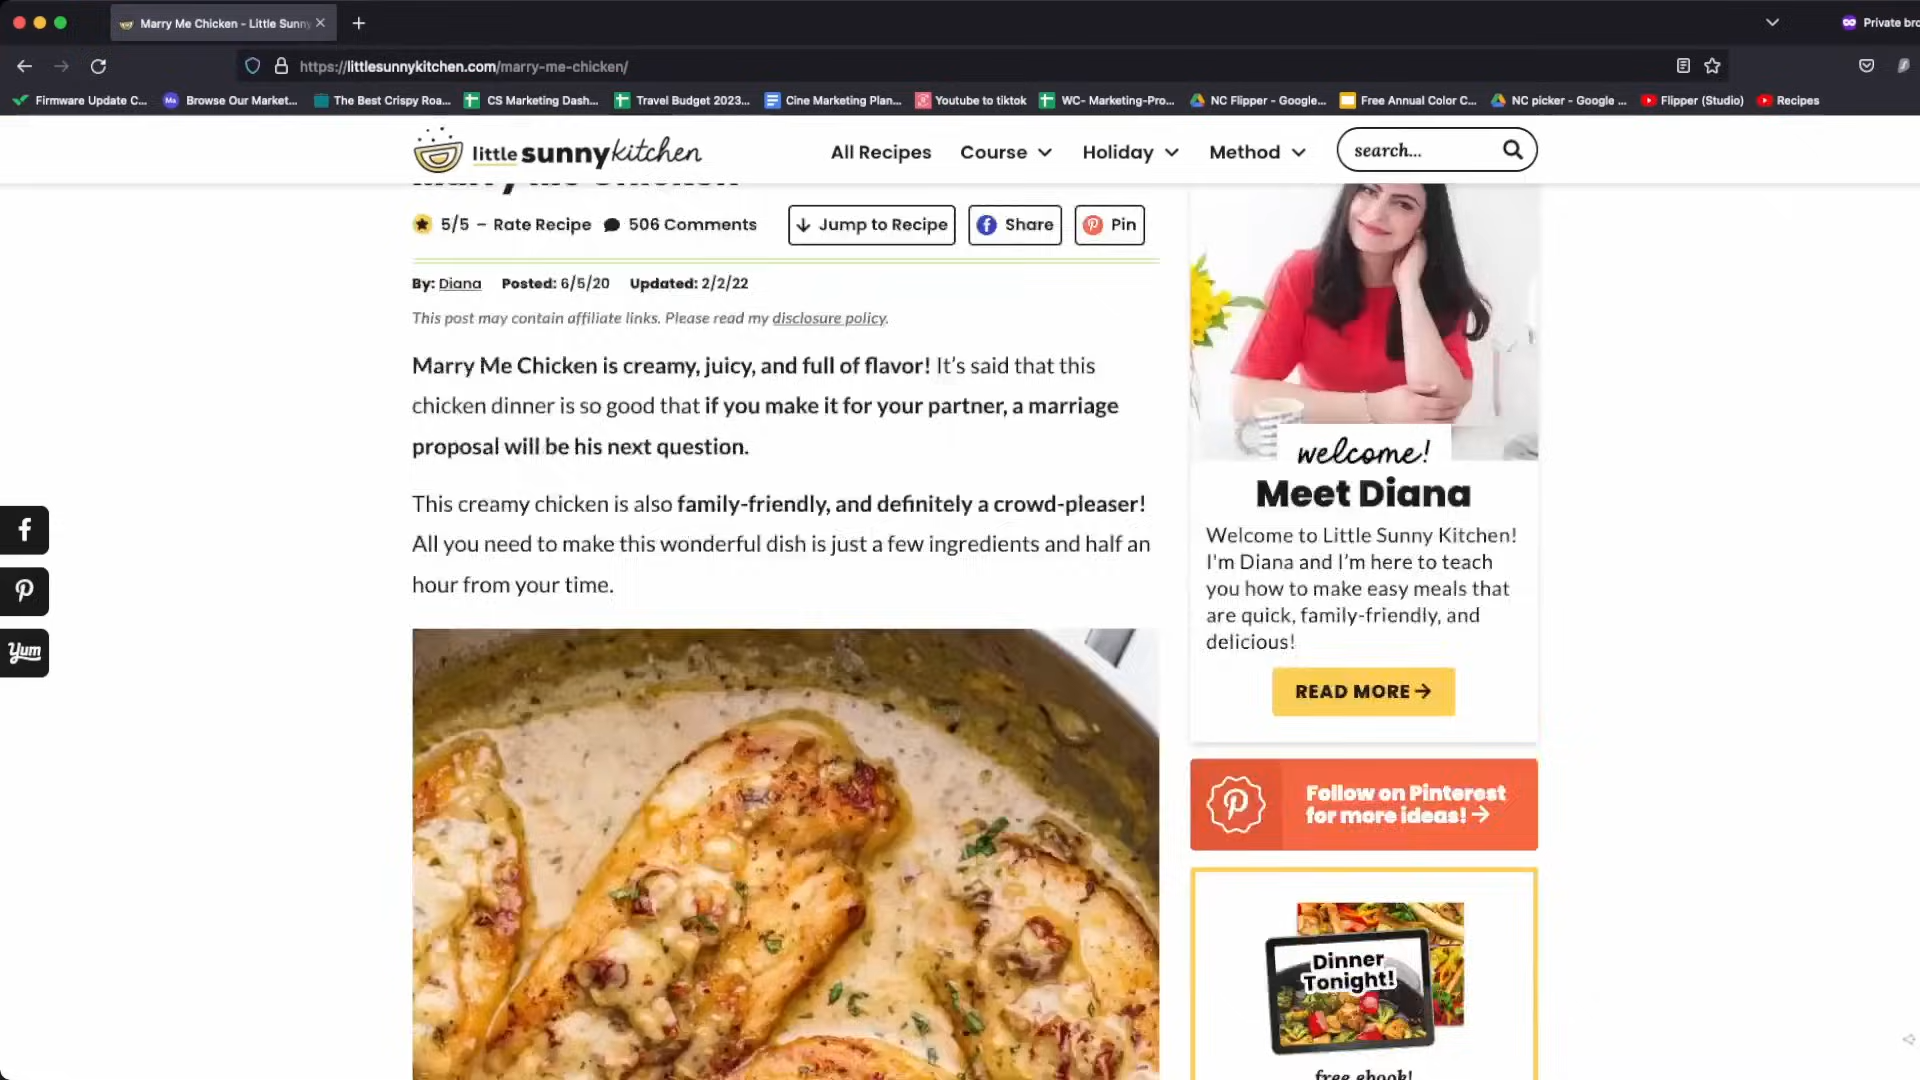 Marry Me Chicken - Little Sunny
Private bro
https://littlesunnykitchen.com/marry-me-chicken/
Firmware Update C... Browse Our Market... The Best Crispy Roa... CS Marketing Dash... Travel Budget 2023... Cine Marketing Plan... Youtube to tiktok WC- Marketing-Pro... NC Flipper - Google... Free Annual Color C... NC picker - Google ... Flipper (Studio) Recipes
little sunny kitchen
All Recipes Course Holiday Method search...
Marry Me Chicken
5/5 – Rate Recipe 506 Comments Jump to Recipe Share Pin
By: Diana Posted: 6/5/20 Updated: 2/2/22
This post may contain affiliate links. Please read my disclosure policy.
Marry Me Chicken is creamy, juicy, and full of flavor! It’s said that this
chicken dinner is so good that if you make it for your partner, a marriage
proposal will be his next question.
This creamy chicken is also family-friendly, and definitely a crowd-pleaser!
All you need to make this wonderful dish is just a few ingredients and half an
hour from your time.
Yum
welcome!
Meet Diana
Welcome to Little Sunny Kitchen!
I'm Diana and I’m here to teach
you how to make easy meals that
are quick, family-friendly, and
delicious!
READ MORE
Follow on Pinterest
for more ideas!
Dinner
Tonight!
free ebook!